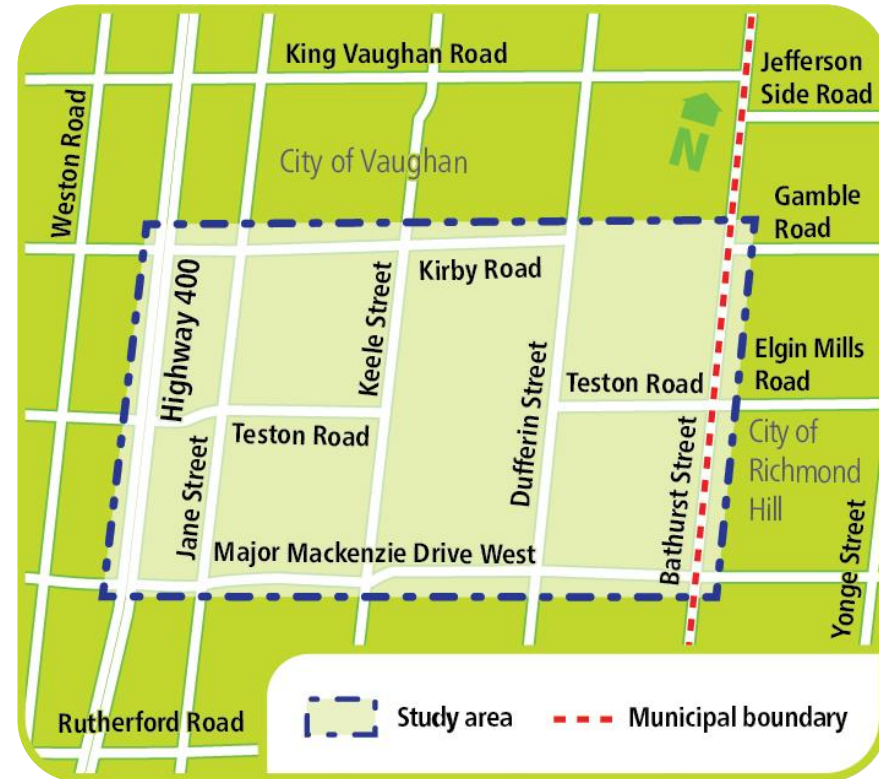 King Vaughan Road
Jefferson
Side Road
Weston Road
City of Vaughan
N
Gamble
Road
Highway 400
Keele Street
Kirby Road
Dufferin Street
Elgin Mills
Road
Teston Road
Teston Road
Jane Street
Bathurst Street
City of
Richmond
Hill
Major Mackenzie Drive West
Yonge Street
Rutherford Road
Study area
Municipal boundary